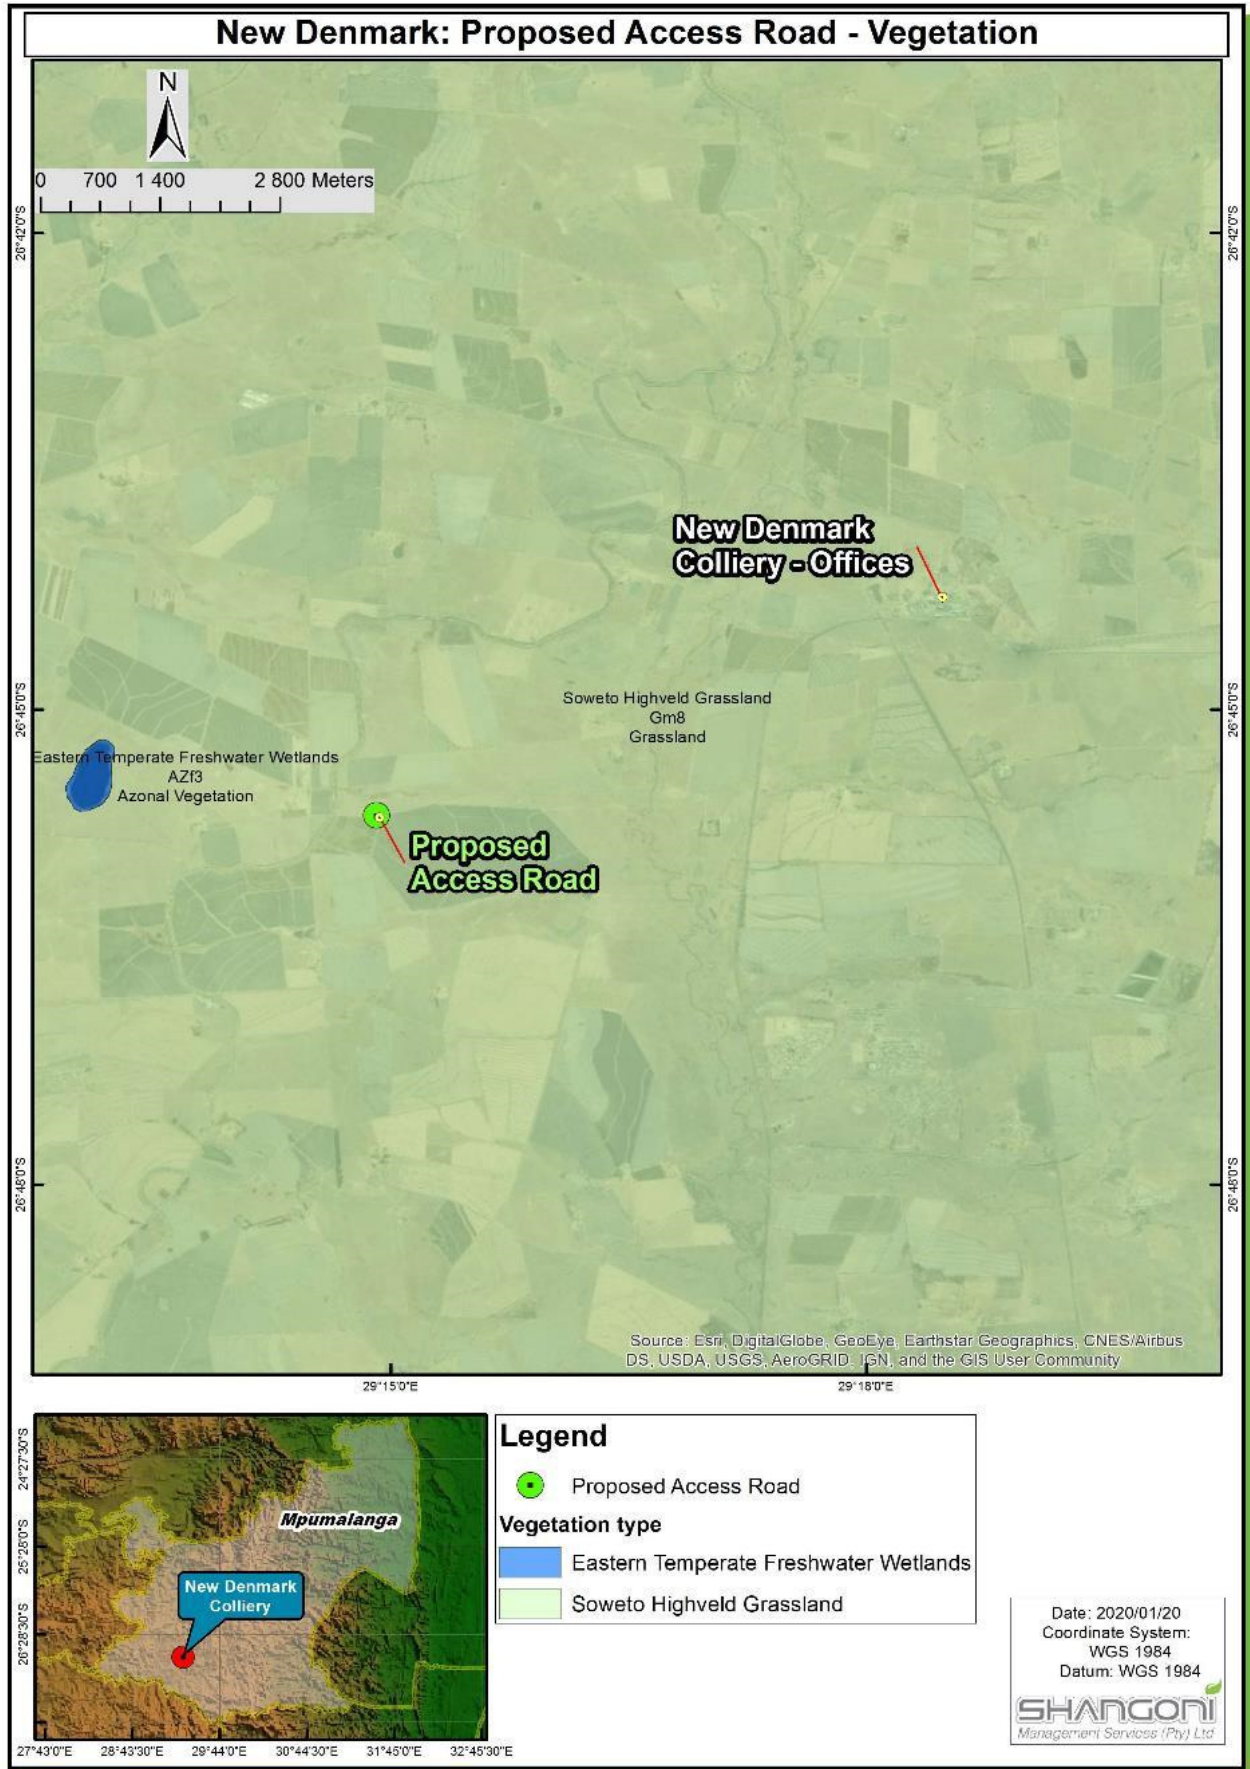 New Denmark: Proposed Access Road - Vegetation
N
0 700 1 400 2 800 Meters
26°42'0"S
26°42'0"S
New Denmark
Colliery - Offices
26°45'0"S
26°45'0"S
Soweto Highveld Grassland
Gm8
Grassland
Eastern Temperate Freshwater Wetlands
AZf3
Azonal Vegetation
Proposed
Access Road
26°48'0"S
26°48'0"S
Source: Esri, DigitalGlobe, GeoEye, Earthstar Geographics, CNES/Airbus
DS, USDA, USGS, AeroGRID, IGN, and the GIS User Community
29°15'0"E
29°18'0"E
24°27'30"S
25°28'0"S
26°28'30"S
Mpumalanga
New Denmark
Colliery
27°43'0"E 28°43'30"E 29°44'0"E 30°44'30"E 31°45'0"E 32°45'30"E
Legend
Proposed Access Road
Vegetation type
Eastern Temperate Freshwater Wetlands
Soweto Highveld Grassland
Date: 2020/01/20
Coordinate System:
WGS 1984
Datum: WGS 1984
SHANGONI
Management Services (Pty) Ltd